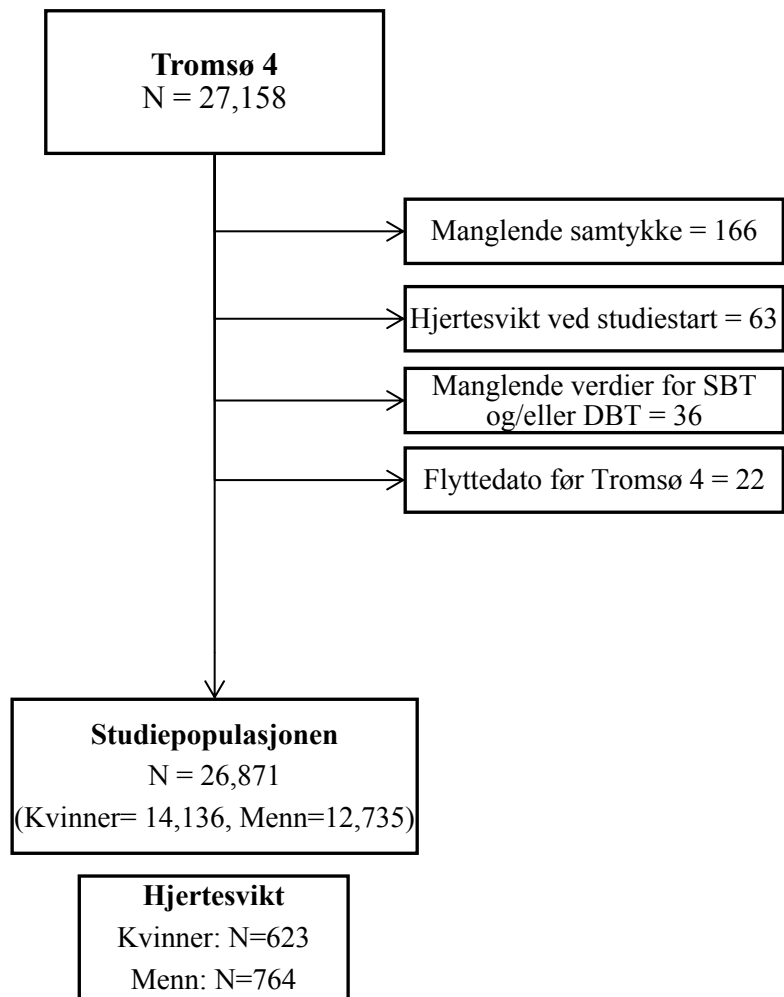 Tromsø 4
N = 27,158
Manglende samtykke = 166
Hjertesvikt ved studiestart = 63
Manglende verdier for SBT
og/eller DBT = 36
Flyttedato før Tromsø 4 = 22
Studiepopulasjonen
N = 26,871
(Kvinner= 14,136, Menn=12,735)
Hjertesvikt
Kvinner: N=623
Menn: N=764